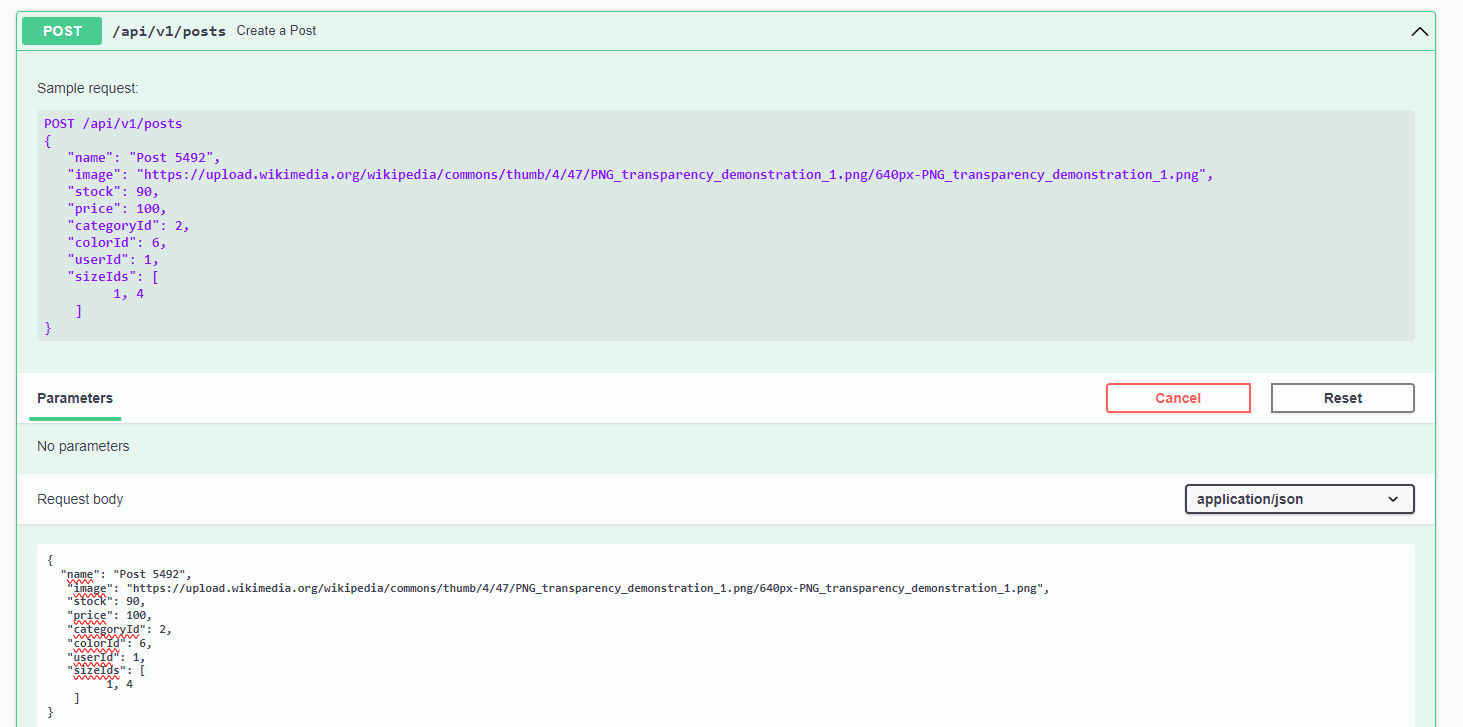 POST /api/v1/posts Create a Post
Sample request:
POST /api/v1/posts
{
"name": "Post 5492",
"image": "https://upload.wikimedia.org/wikipedia/commons/thumb/4/47/PNG_transparency_demonstration_1.png/640px-PNG_transparency_demonstration_1.png",
"stock": 90,
"price": 100,
"categoryId": 2,
"colorId": 6,
"userId": 1,
"sizeIds": [
1, 4
]
}
Parameters Cancel Reset
No parameters
Request body application/json
{
"name": "Post 5492",
"image": "https://upload.wikimedia.org/wikipedia/commons/thumb/4/47/PNG_transparency_demonstration_1.png/640px-PNG_transparency_demonstration_1.png",
"stock": 90,
"price": 100,
"categoryId": 2,
"colorId": 6,
"userId": 1,
"sizeIds": [
1, 4
]
}